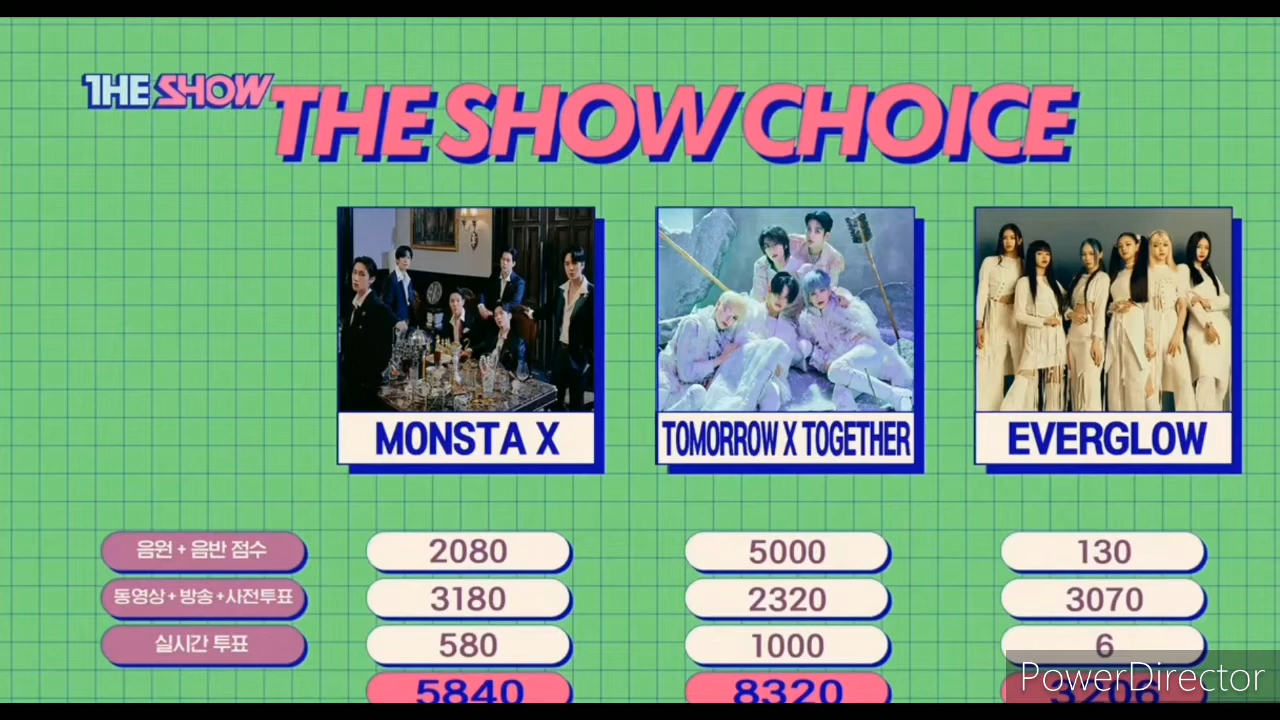 THE SHOW
THE SHOW CHOICE
MONSTA X
TOMORROW X TOGETHER
EVERGLOW
음원 + 음반 점수 2080 5000 130
동영상 + 방송 + 사전투표 3180 2320 3070
실시간 투표 580 1000 6
5840 8320 3206
PowerDirector